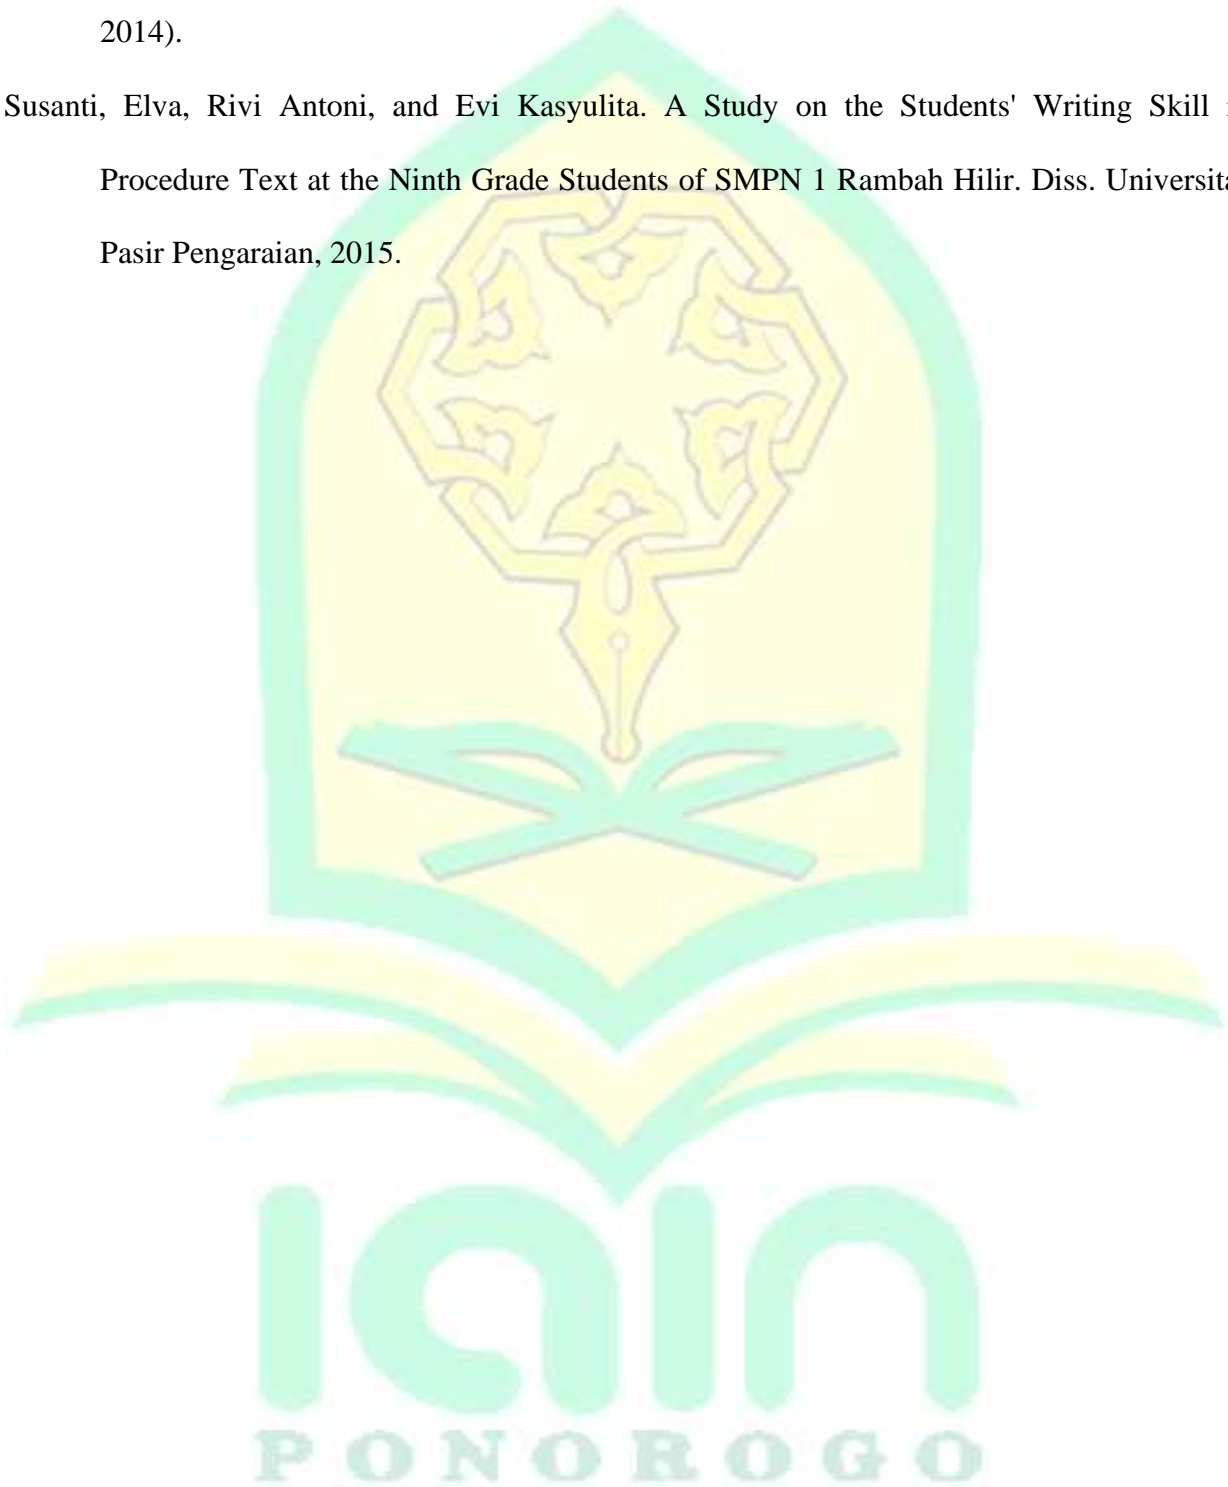 2014).
Susanti, Elva, Rivi Antoni, and Evi Kasyulita. A Study on the Students' Writing Skill
Procedure Text at the Ninth Grade Students of SMPN 1 Rambah Hilir. Diss.
Pasir Pengaraian, 2015.
iain
PONOROGO